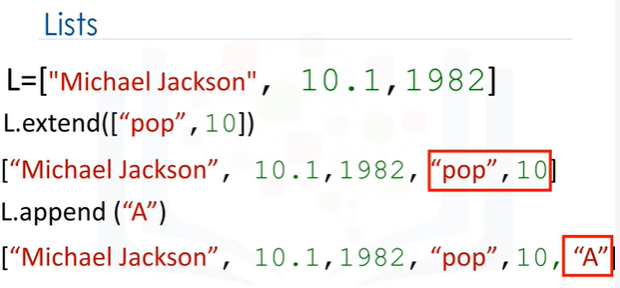 Lists
L=["Michael Jackson", 10.1,1982]
L.extend([“pop”,10])
[“Michael Jackson”, 10.1,1982, “pop”,10]
L.append (“A”)
[“Michael Jackson”, 10.1,1982, “pop”,10, “A”]